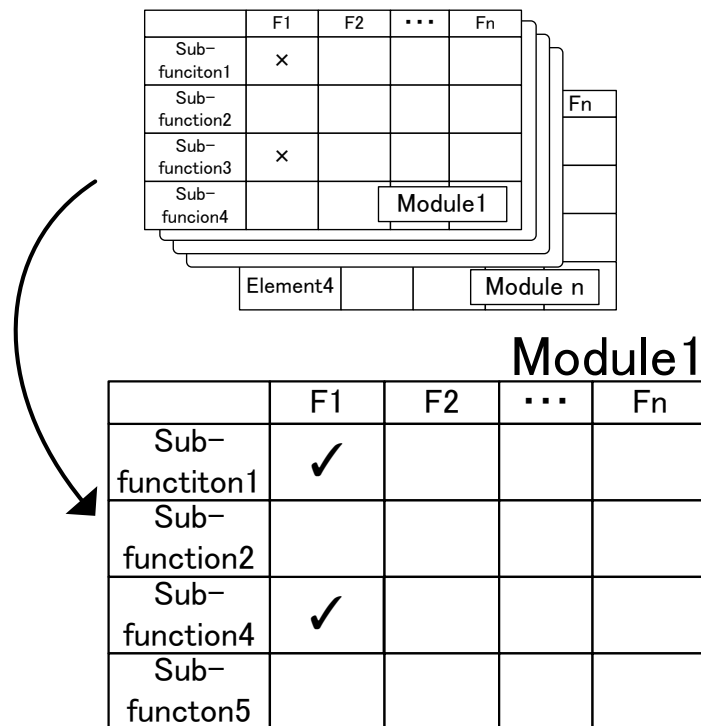 F1 F2 ・・・ Fn
Sub-
funciton1 ×
Sub-
function2
Sub-
function3 ×
Sub-
funcion4
Module1
Fn
Element4
Module n
Module1
F1 F2 ・・・ Fn
Sub-
functiton1 ✓
Sub-
function2
Sub-
function4 ✓
Sub-
functon5